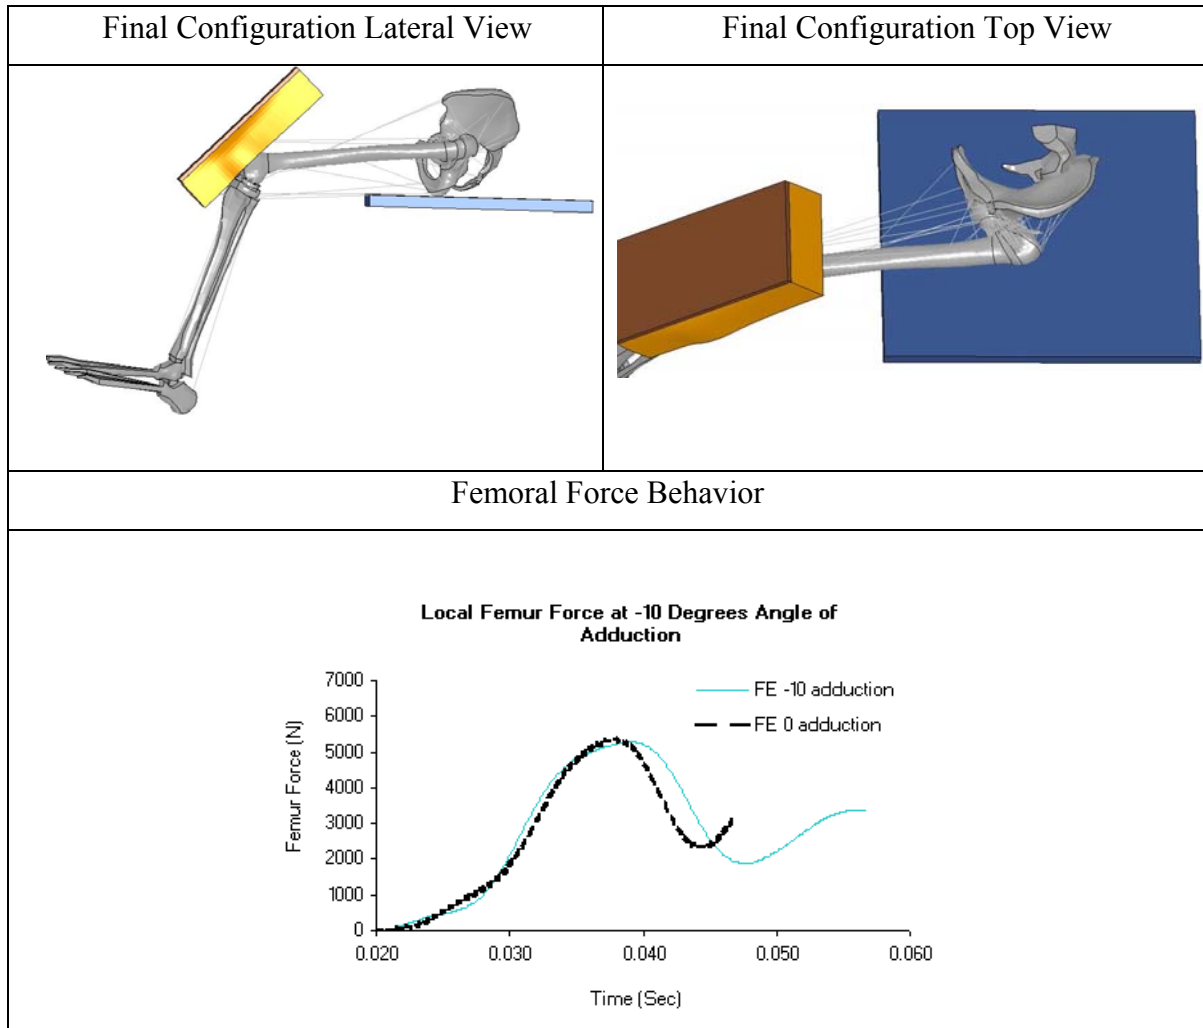 Final Configuration Lateral View
Final Configuration Top View
Femoral Force Behavior
Local Femur Force at -10 Degrees Angle of
Adduction
7000
6000
5000
4000
3000
2000
1000
0
Femur Force (N)
FE -10 adduction
FE 0 adduction
0.020
0.030
0.040
0.050
0.060
Time (Sec)